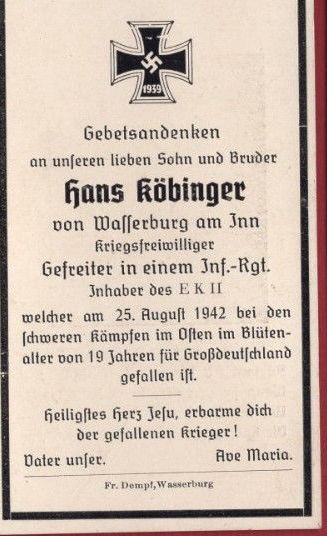 1939
Gebetsandenken
an unseren lieben Sohn und Bruder
Hans Köbinger
von Wasserburg am Inn
Kriegsfreiwilliger
Gefreiter in einem Inf.-Rgt.
Inhaber des E K II
welcher am 25. August 1942 bei den
schweren Kämpfen im Osten im Blüten-
alter von 19 Jahren für Großdeutschland
gefallen ist.
Heiligstes Herz Jesu, erbarme dich
der gefallenen Krieger!
Vater unser. Ave Maria.
Fr. Dempf, Wasserburg